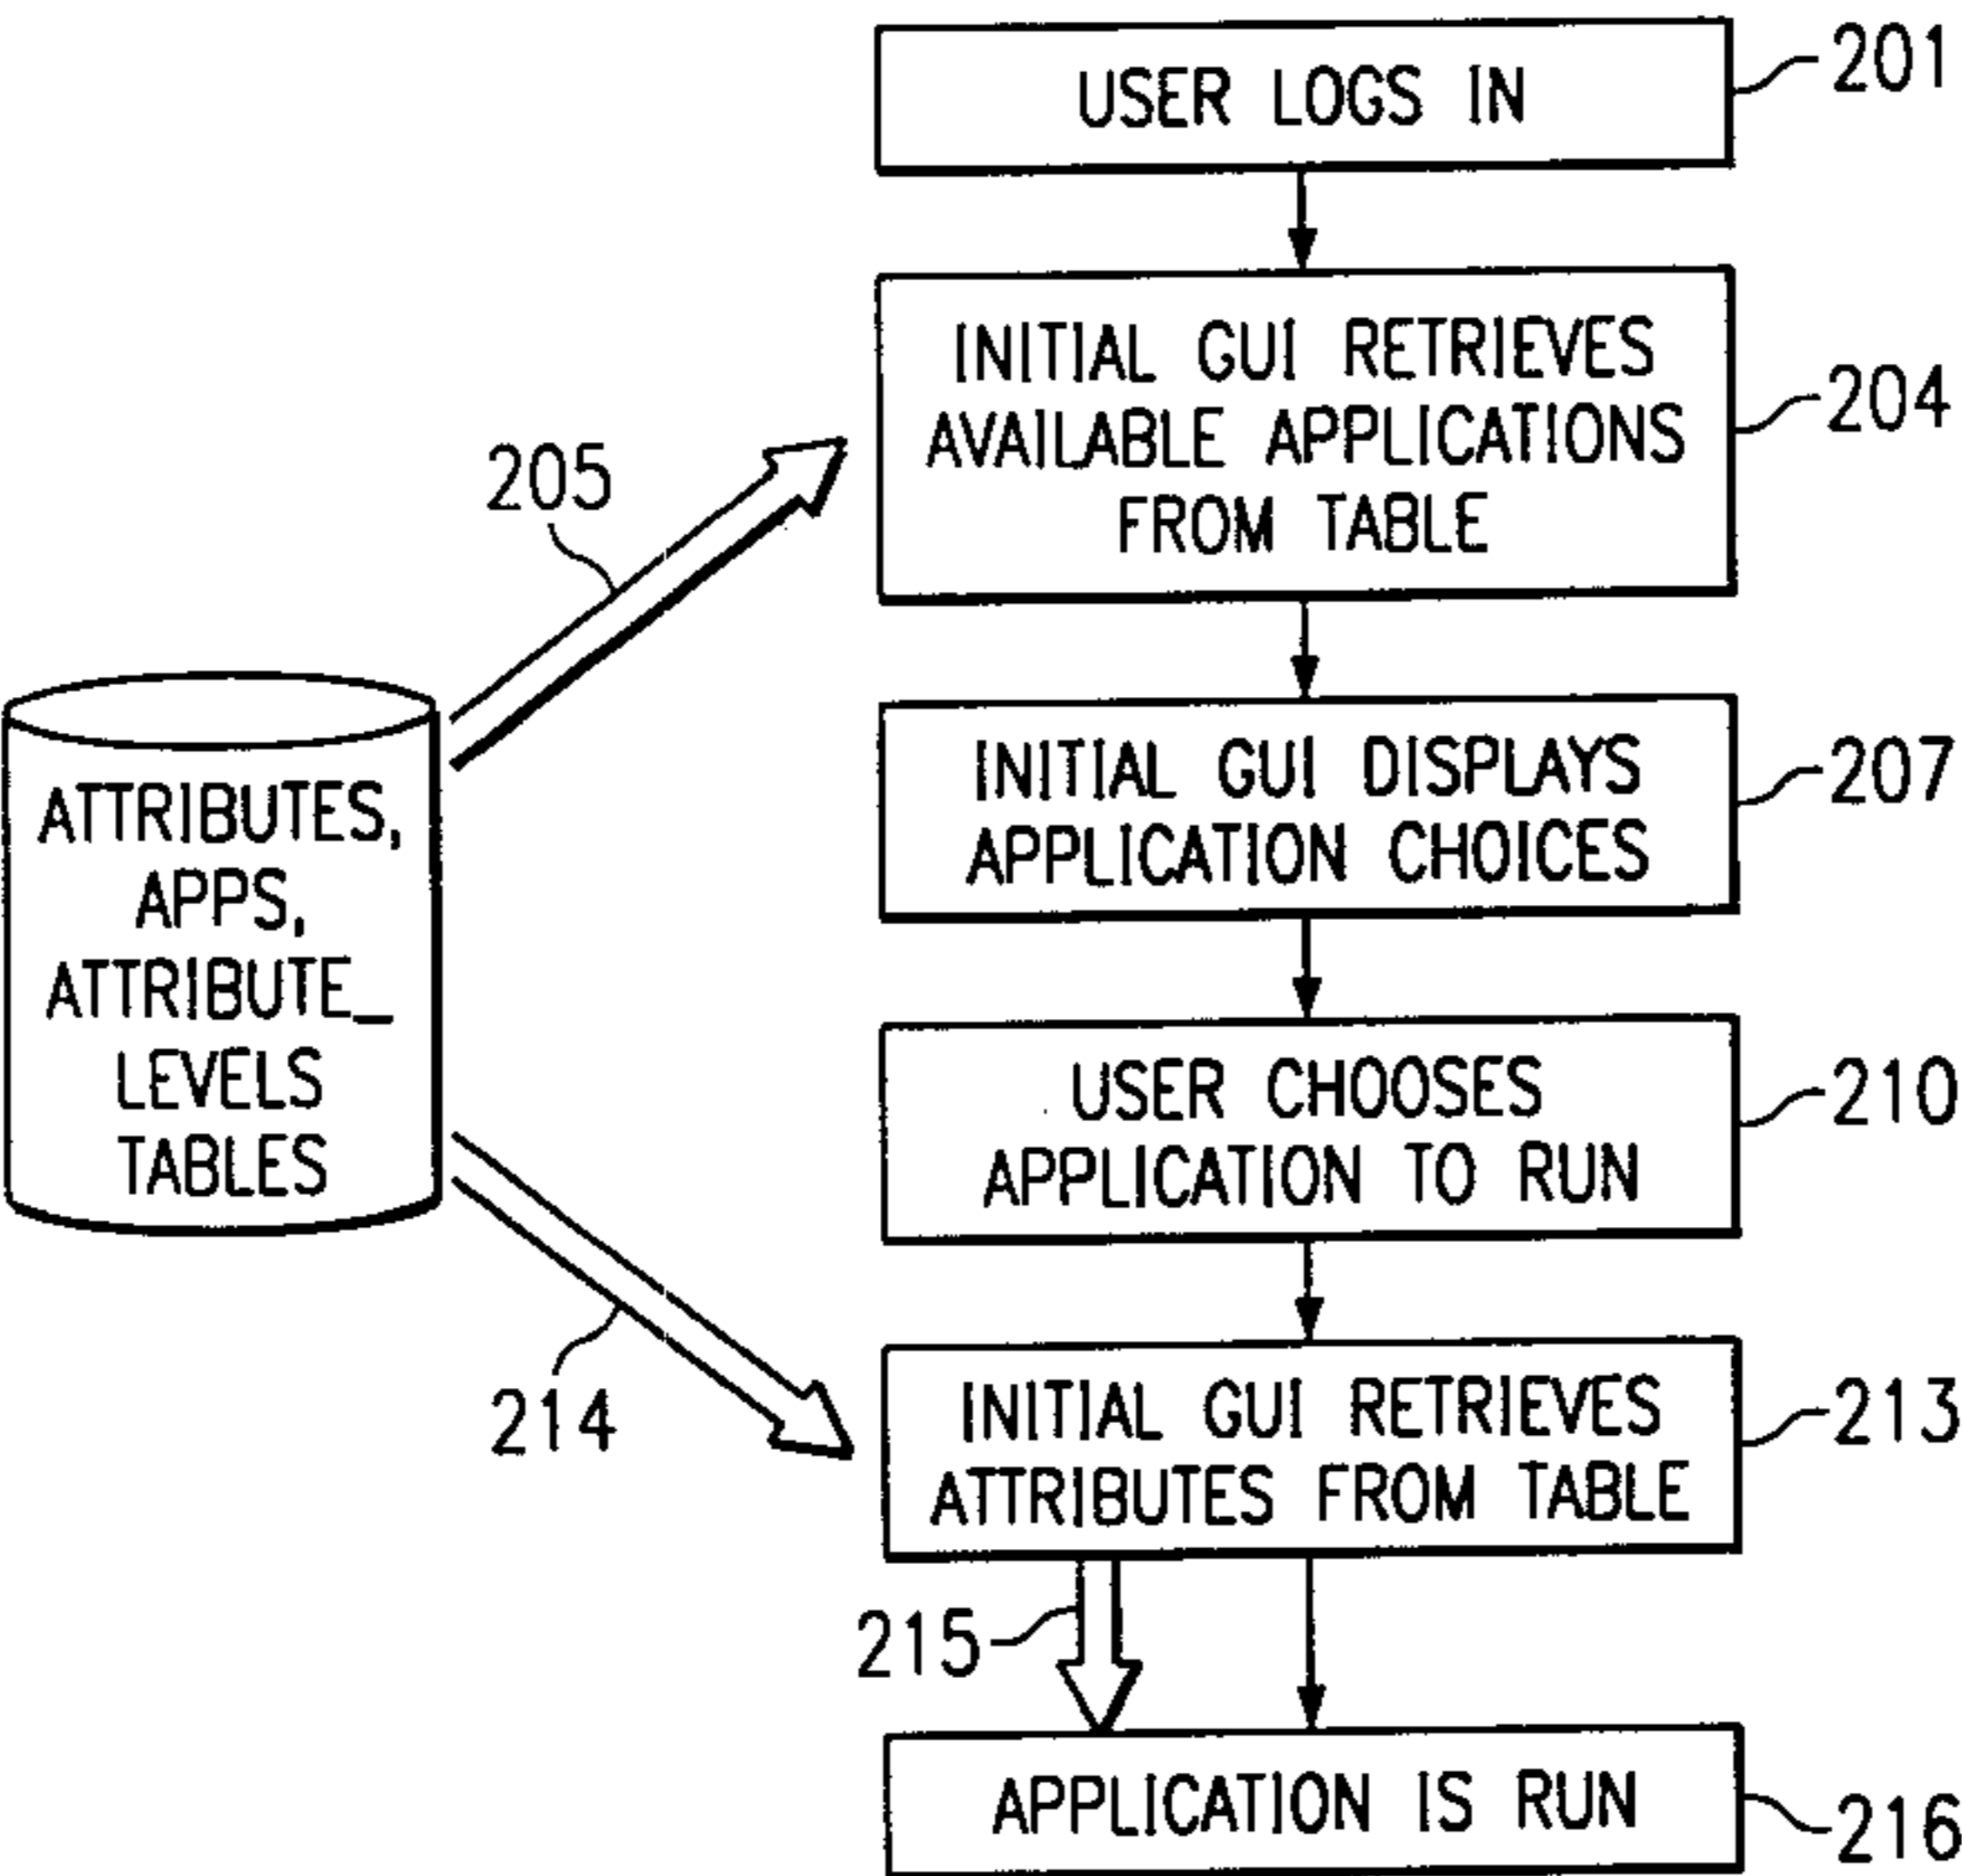 USER LOGS IN
201
INITIAL GUI RETRIEVES
AVAILABLE APPLICATIONS
FROM TABLE
204
205
INITIAL GUI DISPLAYS
APPLICATION CHOICES
207
ATTRIBUTES,
APPS,
ATTRIBUTE_
LEVELS
TABLES
USER CHOOSES
APPLICATION TO RUN
210
214
INITIAL GUI RETRIEVES
ATTRIBUTES FROM TABLE
213
215
APPLICATION IS RUN
216